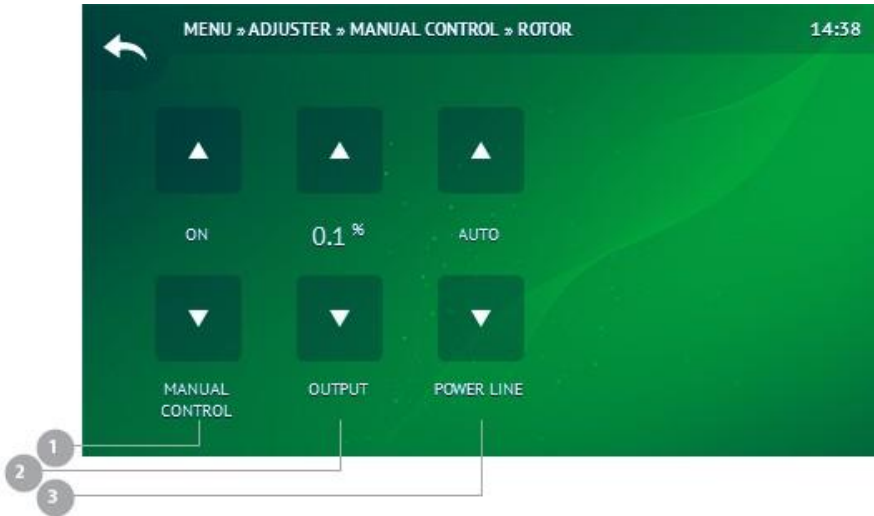 MENU » ADJUSTER » MANUAL CONTROL » ROTOR
14:38
ON
0.1 %
AUTO
MANUAL
CONTROL
OUTPUT
POWER LINE
1
2
3